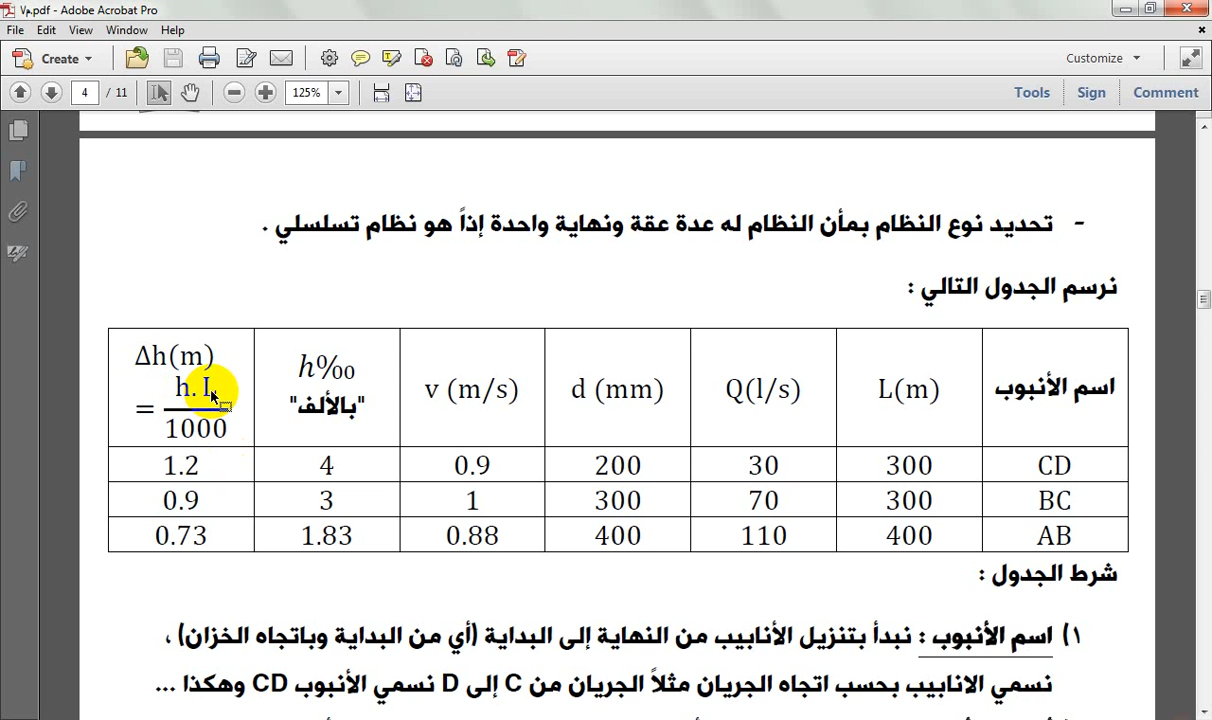 V٨.pdf - Adobe Acrobat Pro
File Edit View Window Help
Create
Customize
4 / 11
125%
Tools Sign Comment
- تحديد نوع النظام بمأن النظام له عدة عقة ونهاية واحدة إذاً هو نظام تسلسلي .
نرسم الجدول التالي :
اسم الأنبوب L(m) Q(l/s) d (mm) v (m/s) h‰ "بالألف" Δh(m) = h.L / 1000
CD 300 30 200 0.9 4 1.2
BC 300 70 300 1 3 0.9
AB 400 110 400 0.88 1.83 0.73
شرط الجدول :
١) اسم الأنبوب : نبدأ بتنزيل الأنابيب من النهاية إلى البداية (أي من البداية وباتجاه الخزان) ،
نسمي الانابيب بحسب اتجاه الجريان مثلاً الجريان من C إلى D نسمي الأنبوب CD وهكذا ...